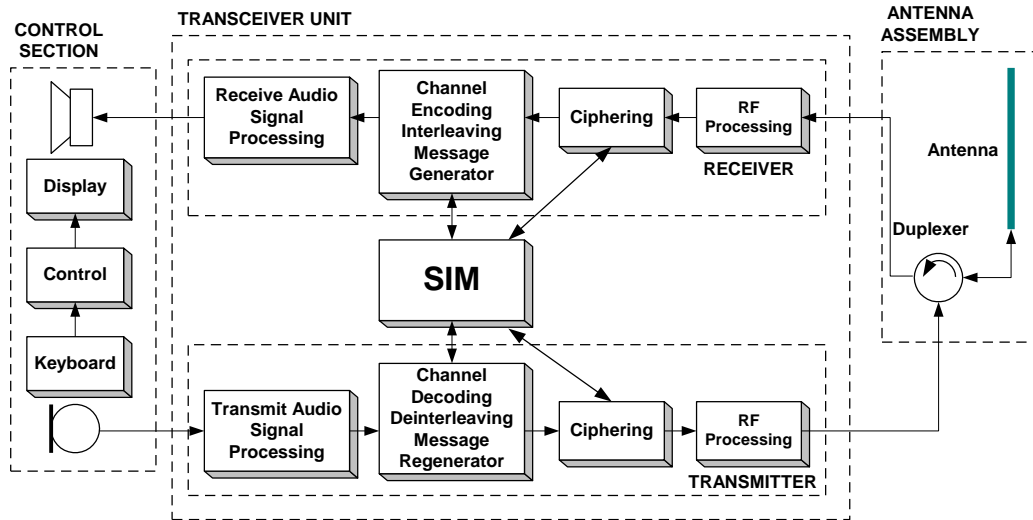 CONTROL
SECTION
TRANSCEIVER UNIT
ANTENNA
ASSEMBLY
Receive Audio
Signal
Processing
Channel
Encoding
Interleaving
Message
Generator
Ciphering
RF
Processing
RECEIVER
Antenna
Display
Duplexer
Control
SIM
Keyboard
Transmit Audio
Signal
Processing
Channel
Decoding
Deinterleaving
Message
Regenerator
Ciphering
RF
Processing
TRANSMITTER